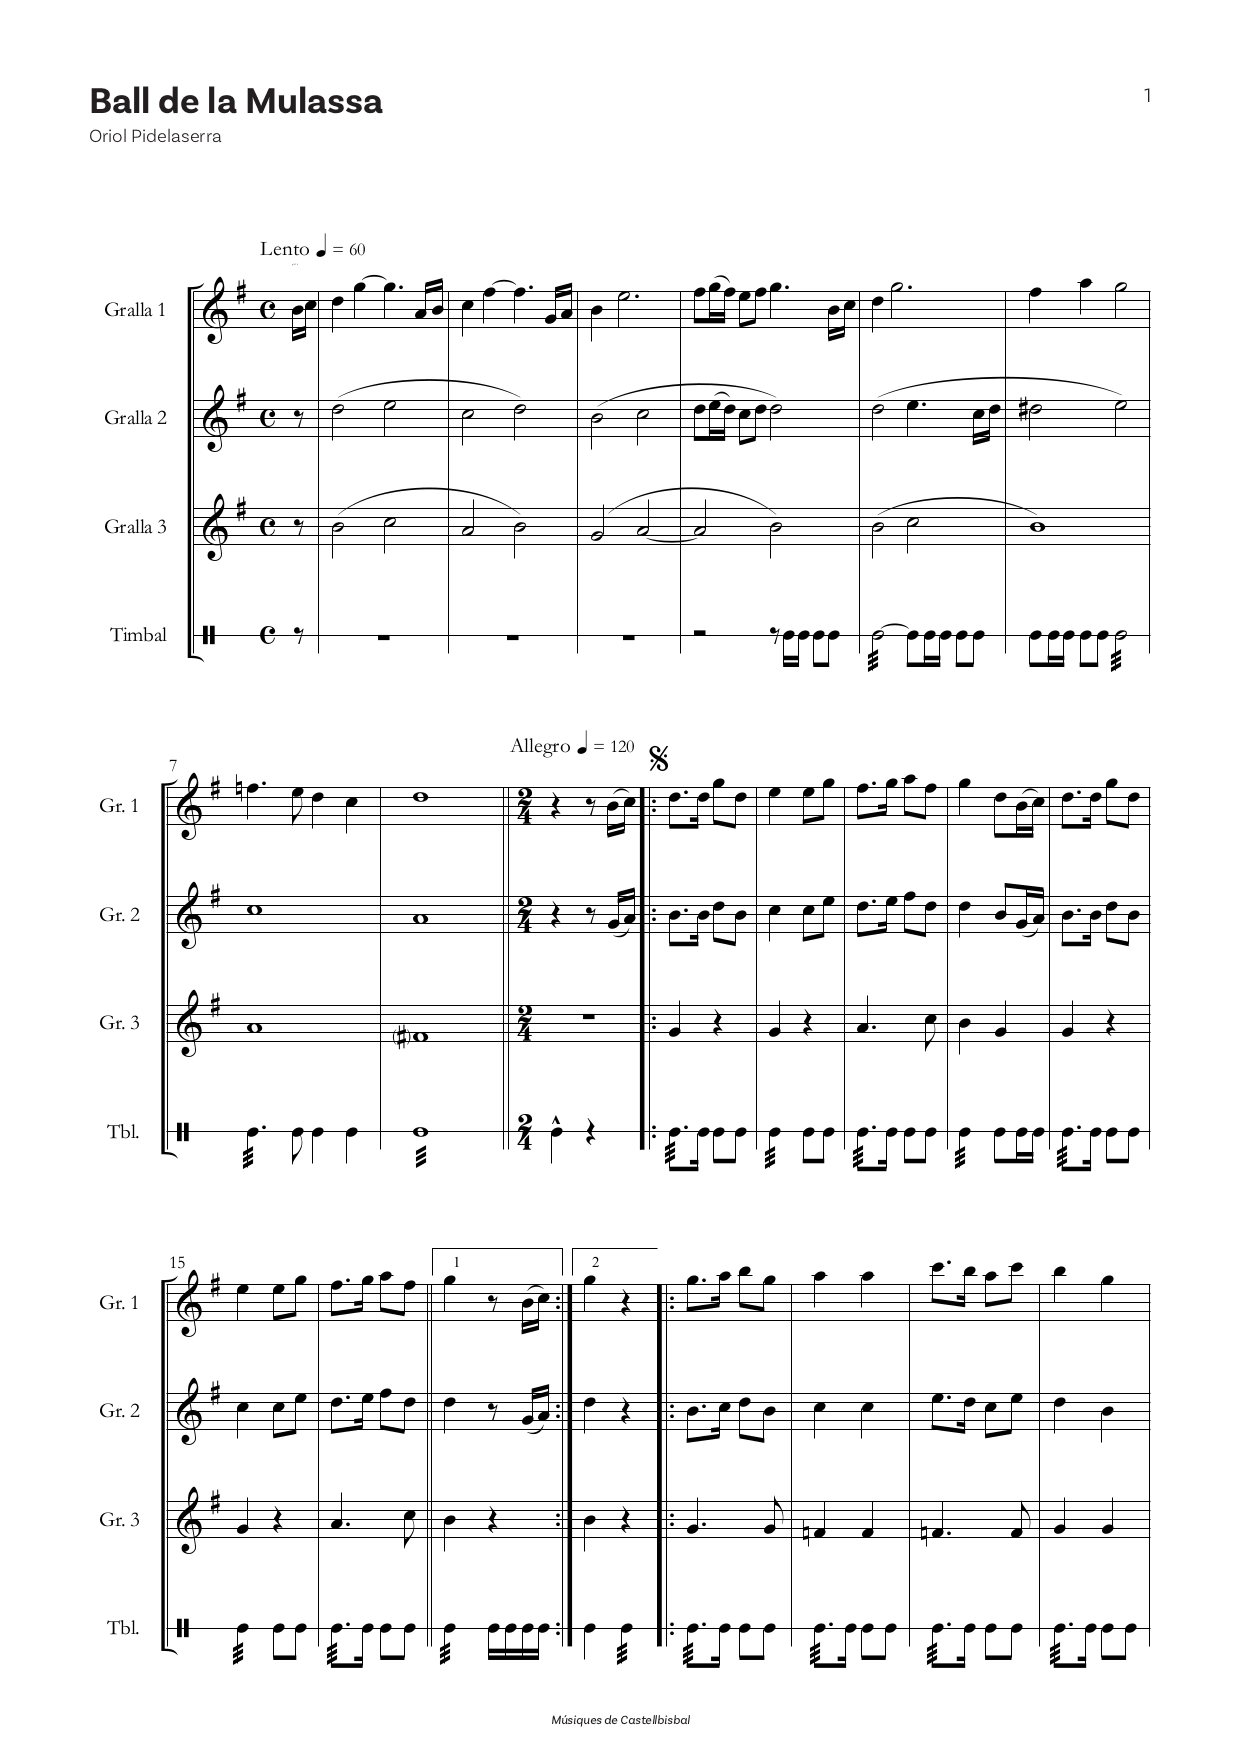 Ball de la Mulassa
1
Oriol Pidelaserra
Lento ♩ = 60
Gralla 1
Gralla 2
Gralla 3
Timbal
Allegro ♩ = 120
7
Gr. 1
Gr. 2
Gr. 3
Tbl.
15
1
2
Gr. 1
Gr. 2
Gr. 3
Tbl.
Músiques de Castellbisbal